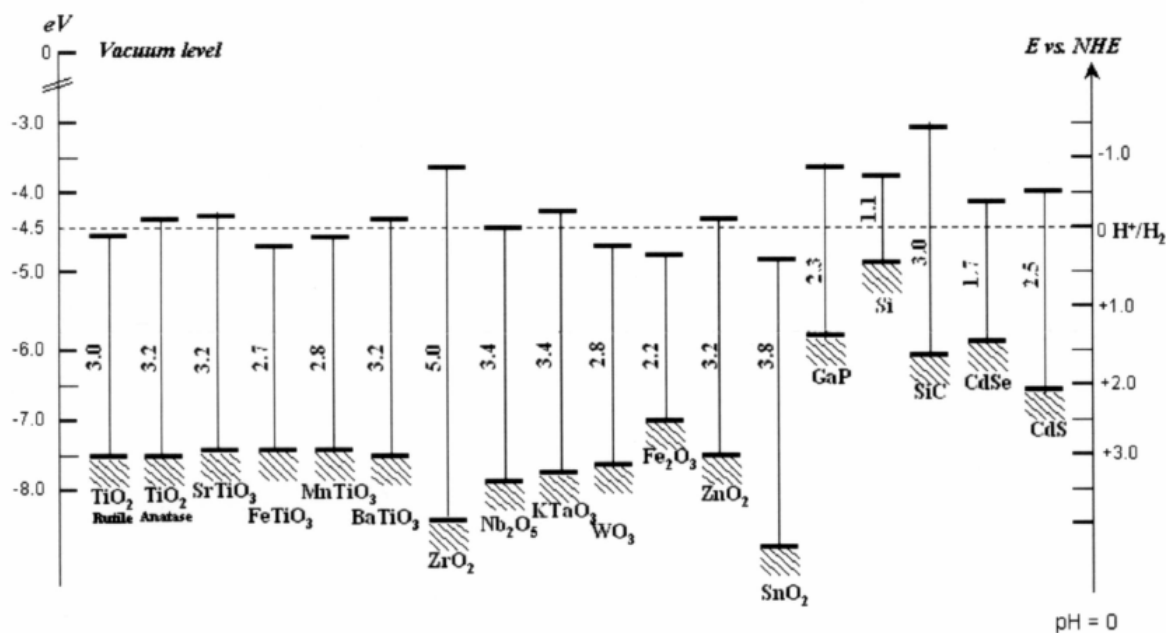 eV
0
Vacuum level
E vs. NHE
-3.0
-4.0
-4.5
-5.0
-6.0
-7.0
-8.0
3.0
3.2
3.2
2.7
2.8
3.2
5.0
3.4
3.4
2.8
2.2
3.2
3.8
2.3
1.1
3.0
1.7
2.5
TiO₂
Rutile
TiO₂
Anatase
SrTiO₃
FeTiO₃
MnTiO₃
BaTiO₃
ZrO₂
Nb₂O₅
KTaO₃
WO₃
Fe₂O₃
ZnO₂
SnO₂
GaP
Si
SiC
CdSe
CdS
-1.0
0 H⁺/H₂
+1.0
+2.0
+3.0
pH = 0